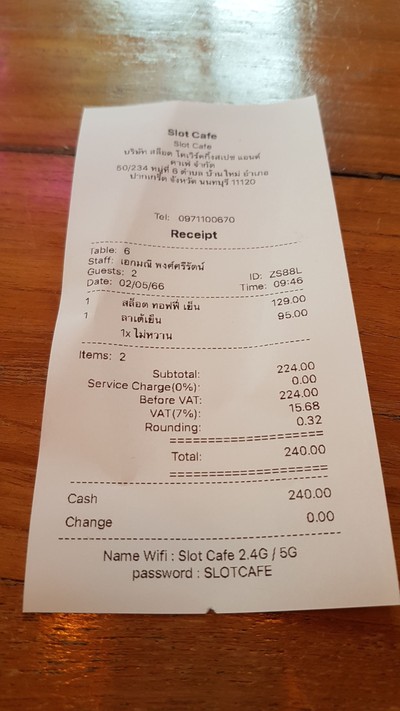 Slot Cafe
Slot Cafe
บริษัท สล็อต โคเวิร์คกิ้งสเปซ แอนด์
คาเฟ่ จำกัด
50/234 หมู่ที่ 6 ตำบล บ้านใหม่ อำเภอ
ปากเกร็ด จังหวัด นนทบุรี 11120
Tel: 0971100670
Receipt
Table: 6
Staff: เอกมณี พงศ์ศรีรัตน์
Guests: 2 ID: ZS88L
Date: 02/05/66 Time: 09:46
1 สล็อต ทอฟฟี่ เย็น 129.00
1 ลาเต้เย็น 95.00
1x ไม่หวาน
Items: 2
Subtotal: 224.00
Service Charge(0%): 0.00
Before VAT: 224.00
VAT(7%): 15.68
Rounding: 0.32
Total: 240.00
Cash 240.00
Change 0.00
Name Wifi : Slot Cafe 2.4G / 5G
password : SLOTCAFE